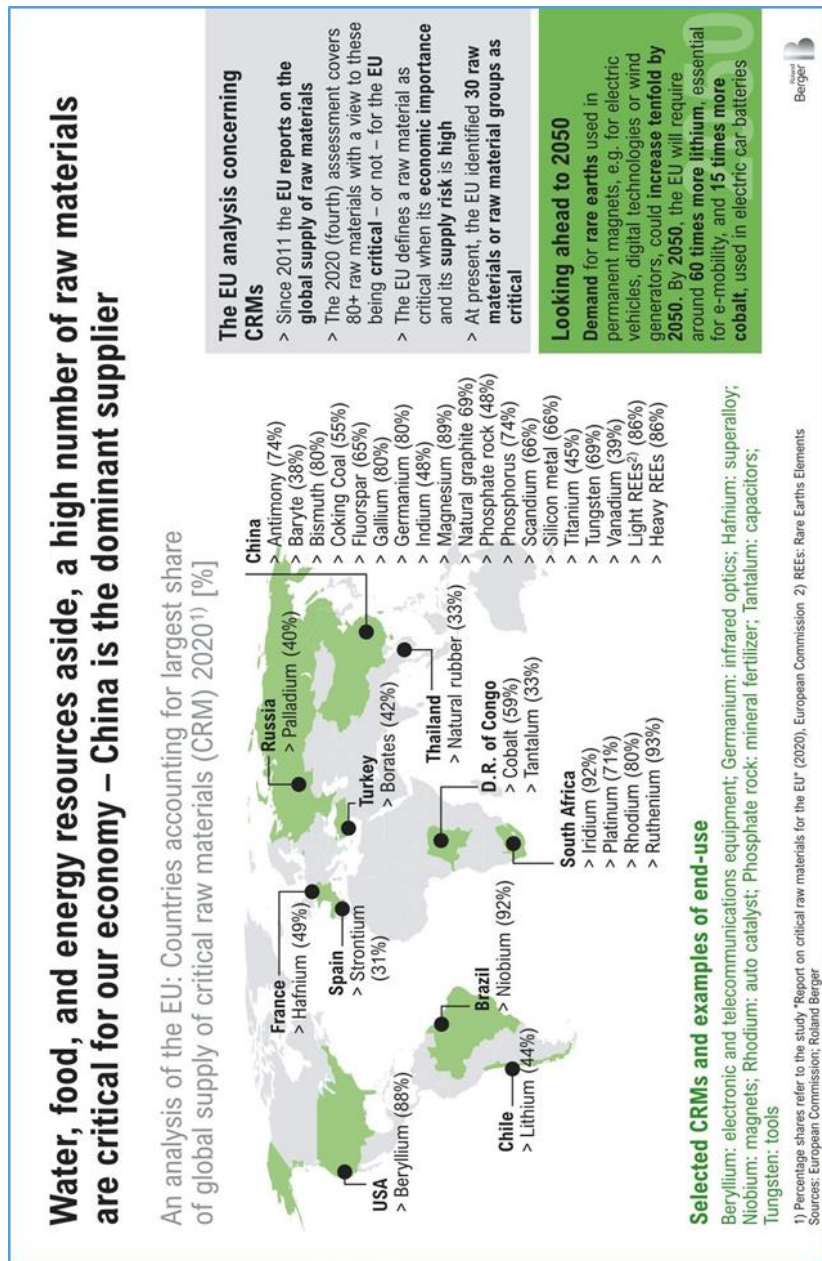 Water, food, and energy resources aside, a high number of raw materials
are critical for our economy – China is the dominant supplier
An analysis of the EU: Countries accounting for largest share
of global supply of critical raw materials (CRM) 2020¹⁾ [%]
USA
> Beryllium (88%)
France
> Hafnium (49%)
Spain
> Strontium
(31%)
Russia
> Palladium (40%)
Turkey
> Borates (42%)
Thailand
> Natural rubber (33%)
D.R. of Congo
> Cobalt (59%)
> Tantalum (33%)
South Africa
> Iridium (92%)
> Platinum (71%)
> Rhodium (80%)
> Ruthenium (93%)
Brazil
> Niobium (92%)
Chile
> Lithium (44%)
China
> Antimony (74%)
> Baryte (38%)
> Bismuth (80%)
> Coking Coal (55%)
> Fluorspar (65%)
> Gallium (80%)
> Germanium (80%)
> Indium (48%)
> Magnesium (89%)
> Natural graphite 69%)
> Phosphate rock (48%)
> Phosphorus (74%)
> Scandium (66%)
> Silicon metal (66%)
> Titanium (45%)
> Tungsten (69%)
> Vanadium (39%)
> Light REEs²⁾ (86%)
> Heavy REEs (86%)
The EU analysis concerning
CRMs
> Since 2011 the EU reports on the
global supply of raw materials
> The 2020 (fourth) assessment covers
80+ raw materials with a view to these
being critical – or not – for the EU
> The EU defines a raw material as
critical when its economic importance
and its supply risk is high
> At present, the EU identified 30 raw
materials or raw material groups as
critical
Looking ahead to 2050
Demand for rare earths used in
permanent magnets, e.g. for electric
vehicles, digital technologies or wind
generators, could increase tenfold by
2050. By 2050, the EU will require
around 60 times more lithium, essential
for e-mobility, and 15 times more
cobalt, used in electric car batteries
2050
Selected CRMs and examples of end-use
Beryllium: electronic and telecommunications equipment; Germanium: infrared optics; Hafnium: superalloy;
Niobium: magnets; Rhodium: auto catalyst; Phosphate rock: mineral fertilizer; Tantalum: capacitors;
Tungsten: tools
1) Percentage shares refer to the study "Report on critical raw materials for the EU" (2020), European Commission 2) REEs: Rare Earths Elements
Sources: European Commission; Roland Berger
Roland
Berger
B